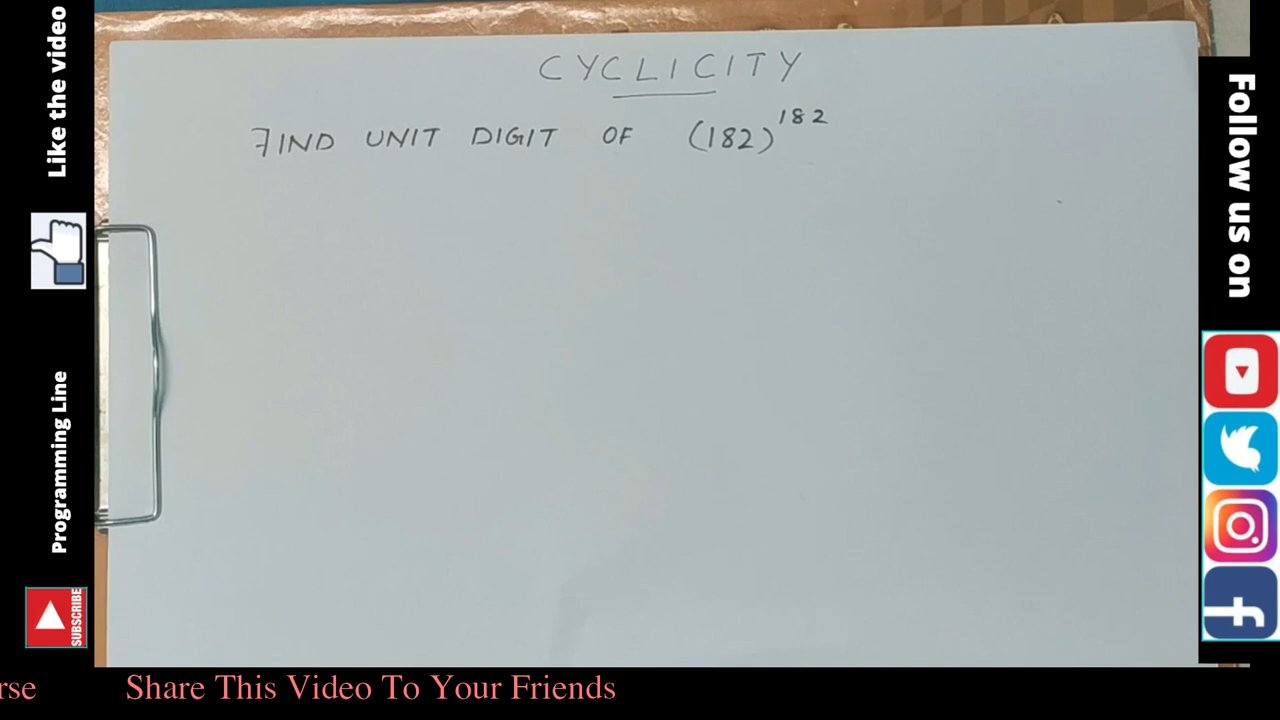 CYCLICITY
FIND UNIT DIGIT OF (182)^182
Like the video
Programming Line
SUBSCRIBE
Follow us on
rse Share This Video To Your Friends